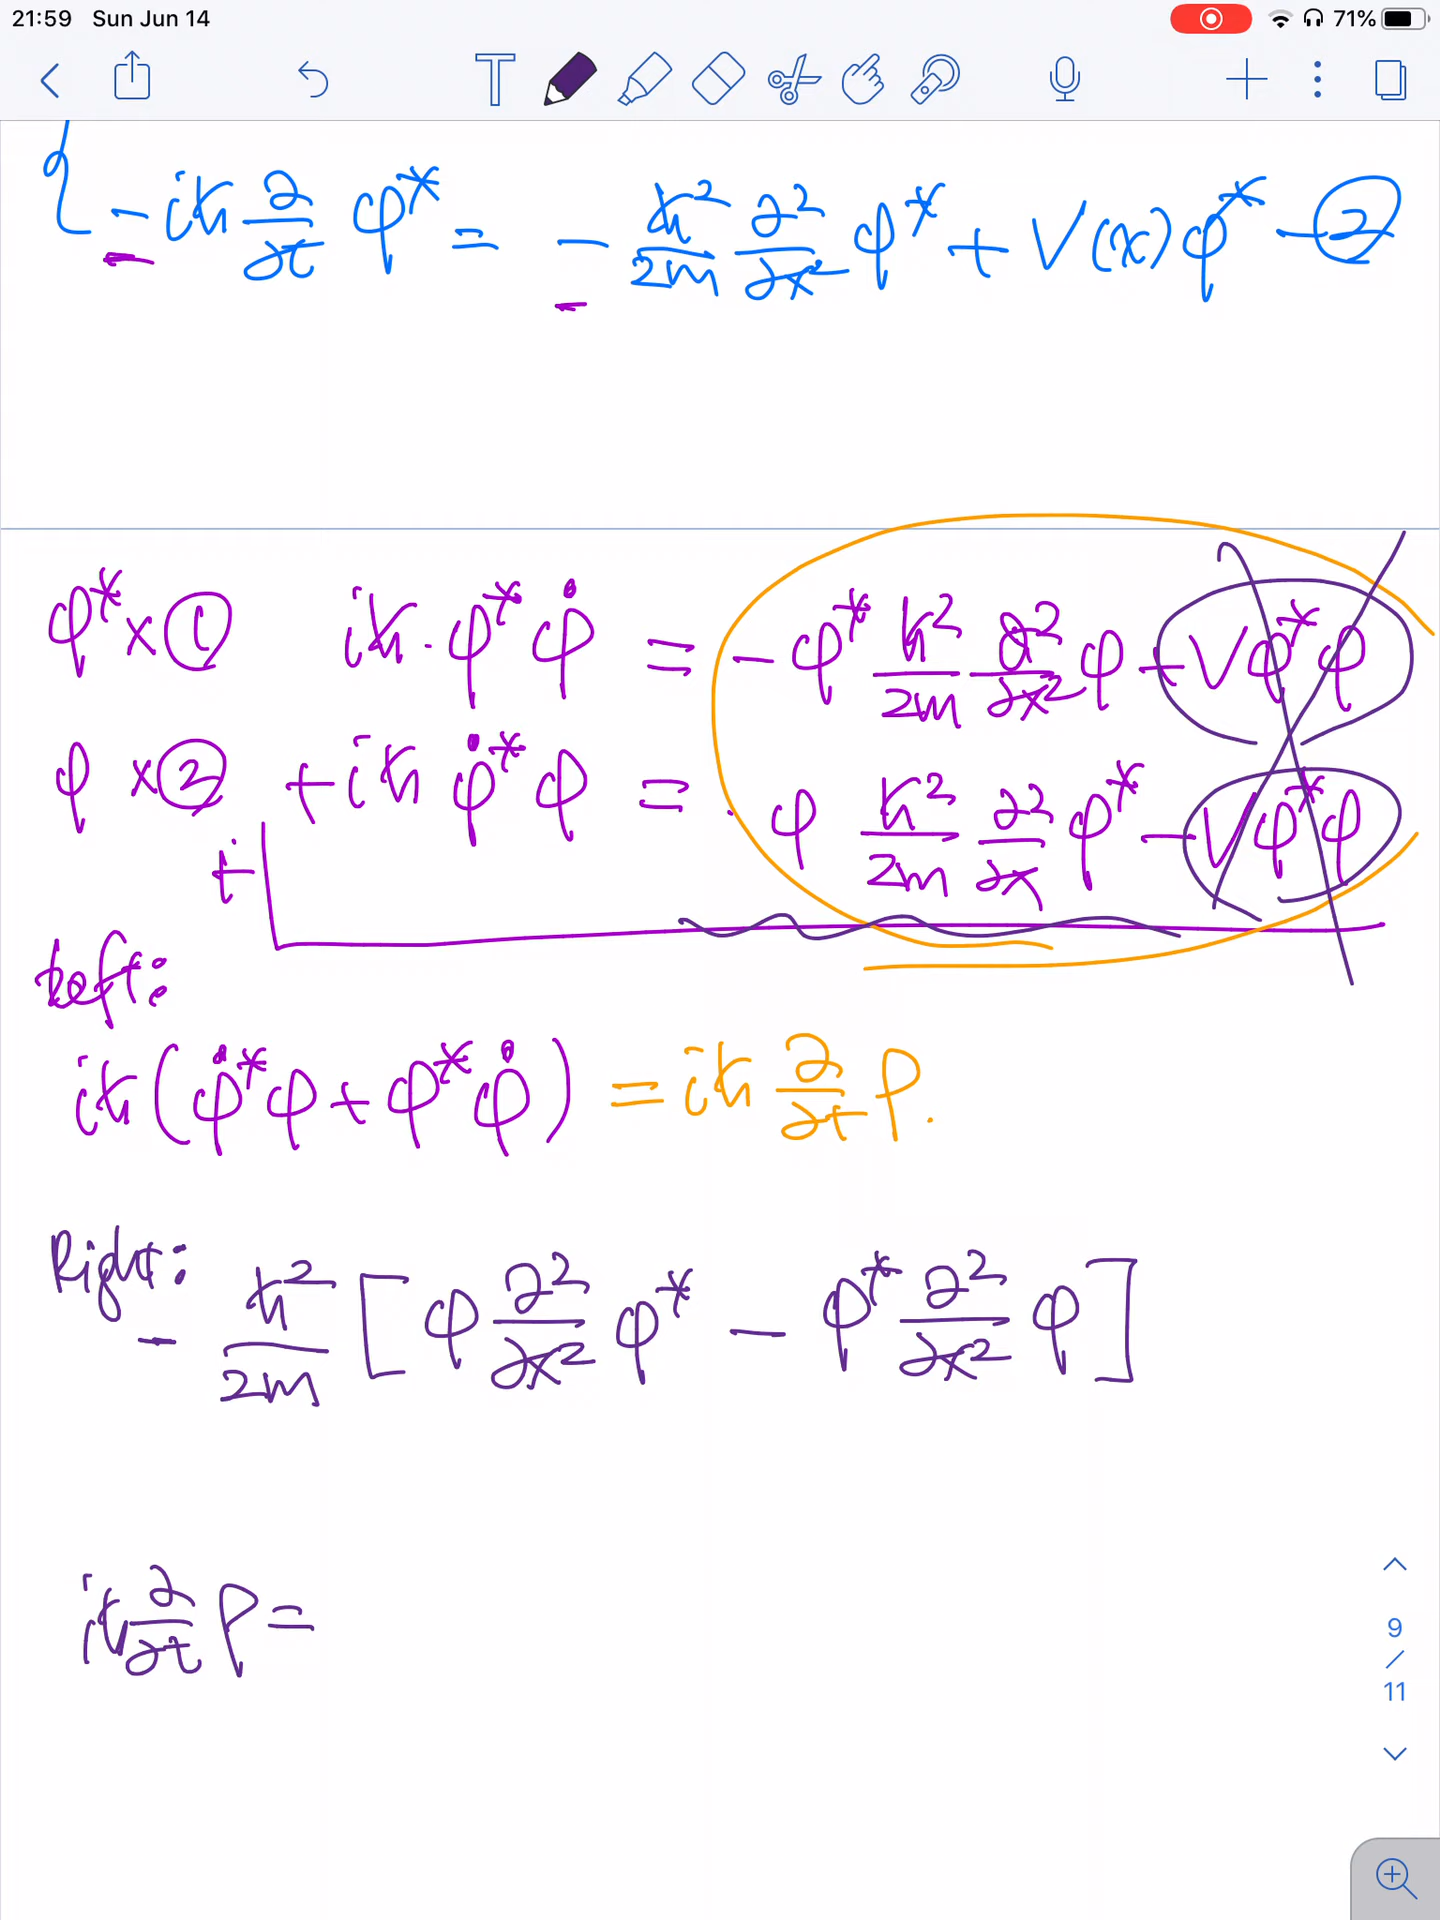 21:59 Sun Jun 14 71%
T
-iħ ∂/∂t φ* = - ħ²/2m ∂²/∂x² φ* + V(x)φ* - ②
φ* × ① iħ · φ* φ̇ = - φ* ħ²/2m ∂²/∂x² φ + Vφ*φ
φ × ② +iħ φ̇* φ = φ ħ²/2m ∂²/∂x φ* - Vφ*φ
+
Left:
iħ(φ̇*φ + φ*φ̇) = iħ ∂/∂t P.
Right:
- ħ²/2m [φ ∂²/∂x² φ* - φ* ∂²/∂x² φ]
iħ ∂/∂t P =
9
/
11